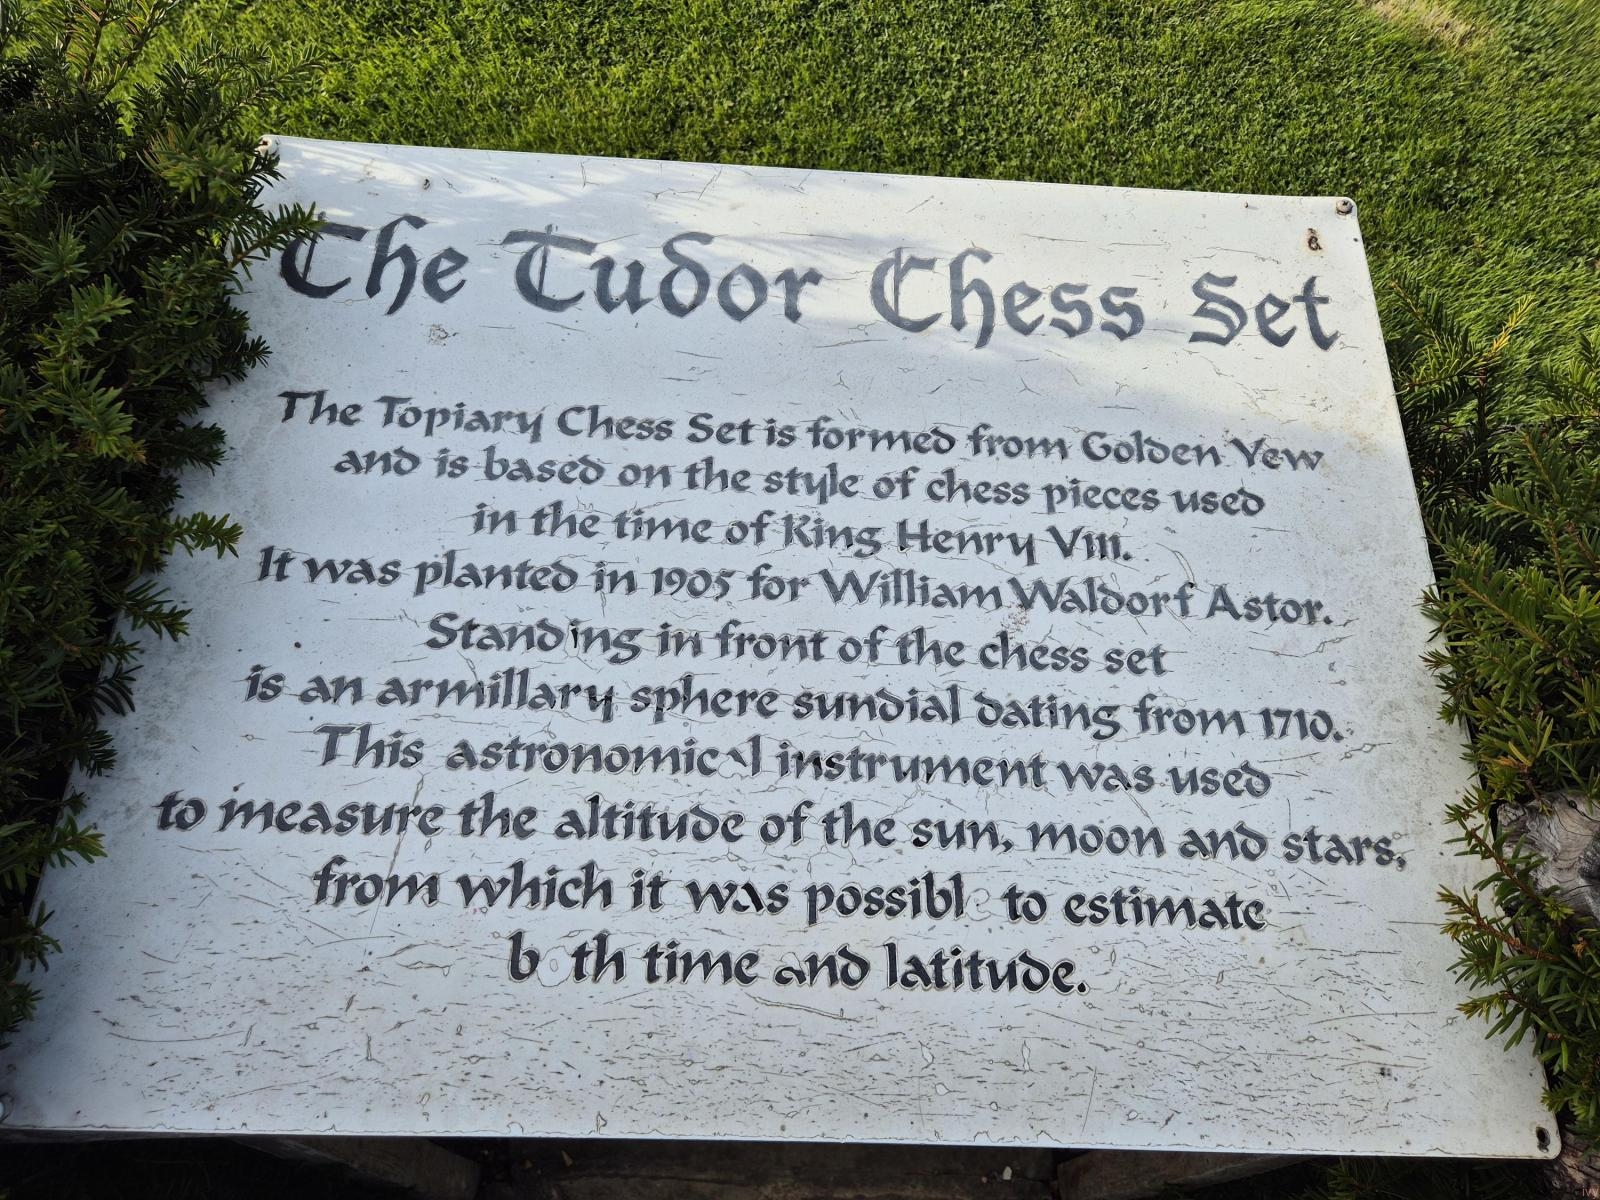 The Tudor Chess Set
The Topiary Chess Set is formed from Golden Yew
and is based on the style of chess pieces used
in the time of King Henry VIII.
It was planted in 1905 for William Waldorf Astor.
Standing in front of the chess set
is an armillary sphere sundial dating from 1710.
This astronomical instrument was used
to measure the altitude of the sun, moon and stars,
from which it was possibl to estimate
b th time and latitude.